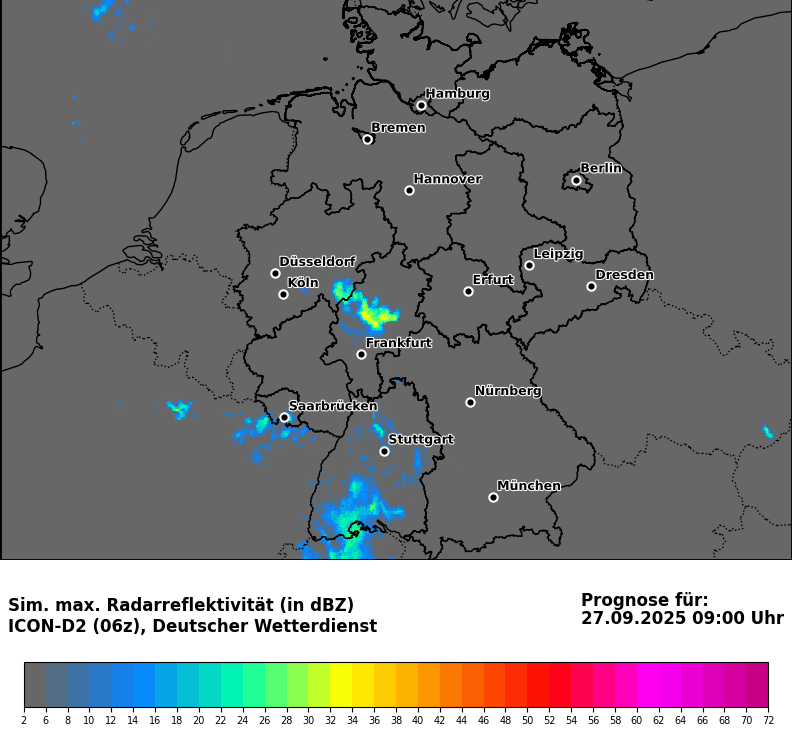 Hamburg
Bremen
Berlin
Hannover
Leipzig
Düsseldorf
Dresden
Köln
Erfurt
Frankfurt
Nürnberg
Saarbrücken
Stuttgart
München
Sim. max. Radarreflektivität (in dBZ)
ICON-D2 (06z), Deutscher Wetterdienst
Prognose für:
27.09.2025 09:00 Uhr
2 6 8 10 12 14 16 18 20 22 24 26 28 30 32 34 36 38 40 42 44 46 48 50 52 54 56 58 60 62 64 66 68 70 72